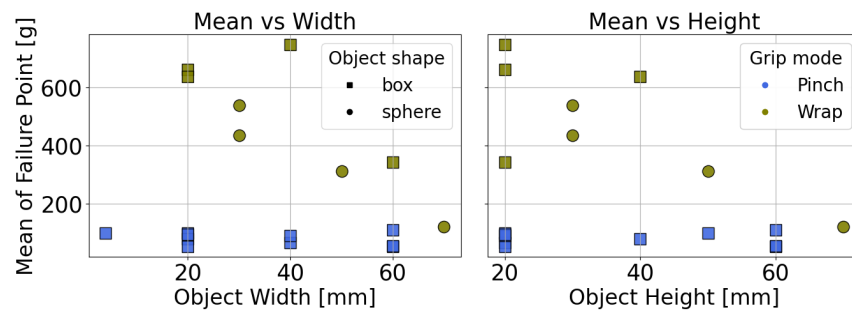 Mean vs Width
Mean of Failure Point [g]
600
400
200
Object shape
box
sphere
20
40
60
Object Width [mm]
Mean vs Height
Grip mode
Pinch
Wrap
20
40
60
Object Height [mm]